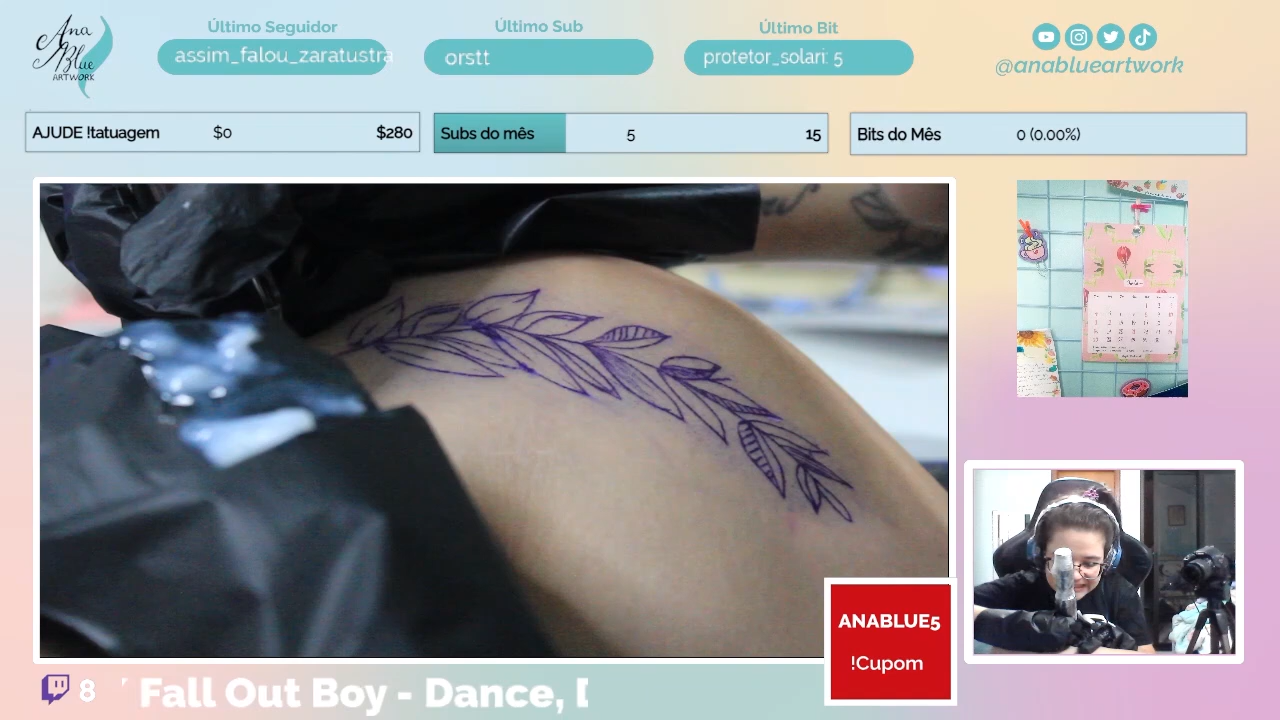 Ana
Blue
ARTWORK
Último Seguidor
assim_falou_zaratustra
Último Sub
orstt
Último Bit
protetor_solari: 5
@anablueartwork
AJUDE !tatuagem $0 $280
Subs do mês 5 15
Bits do Mês 0 (0.00%)
ANABLUE5
!Cupom
8
Fall Out Boy - Dance,